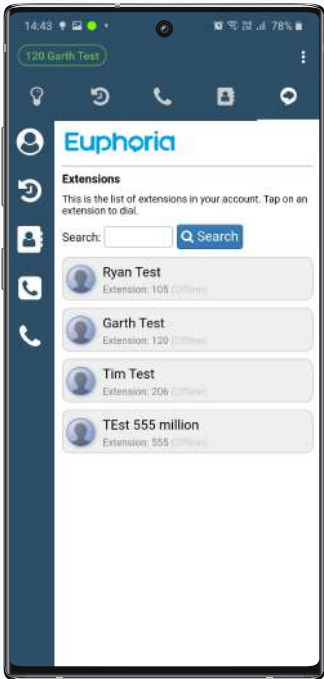 14:43
78%
120 Garth Test
Euphoria
Extensions
This is the list of extensions in your account. Tap on an
extension to dial.
Search:
Search
Ryan Test
Extension: 105 (Offline)
Garth Test
Extension: 120 (Offline)
Tim Test
Extension: 206 (Offline)
TEst 555 million
Extension: 555 (Offline)